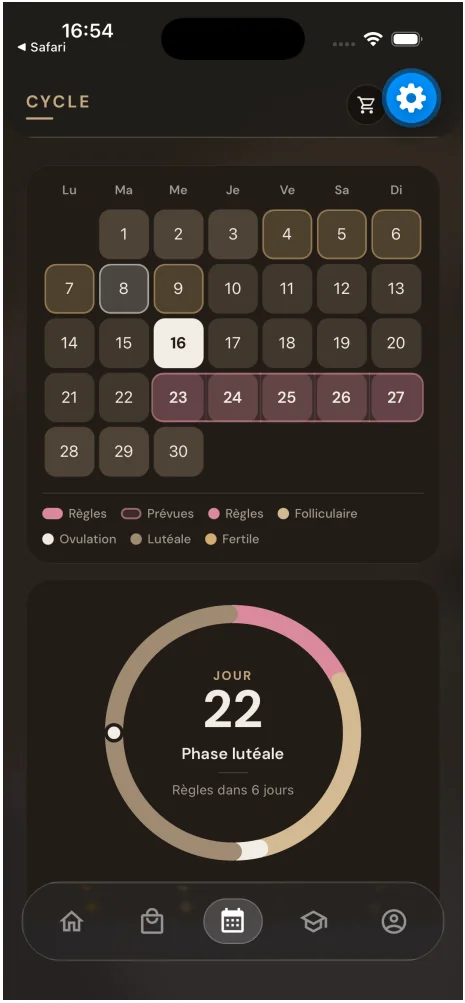 16:54
◀ Safari
CYCLE
Lu Ma Me Je Ve Sa Di
1 2 3 4 5 6
7 8 9 10 11 12 13
14 15 16 17 18 19 20
21 22 23 24 25 26 27
28 29 30
Règles Prévues Règles Folliculaire
Ovulation Lutéale Fertile
JOUR
22
Phase lutéale
Règles dans 6 jours